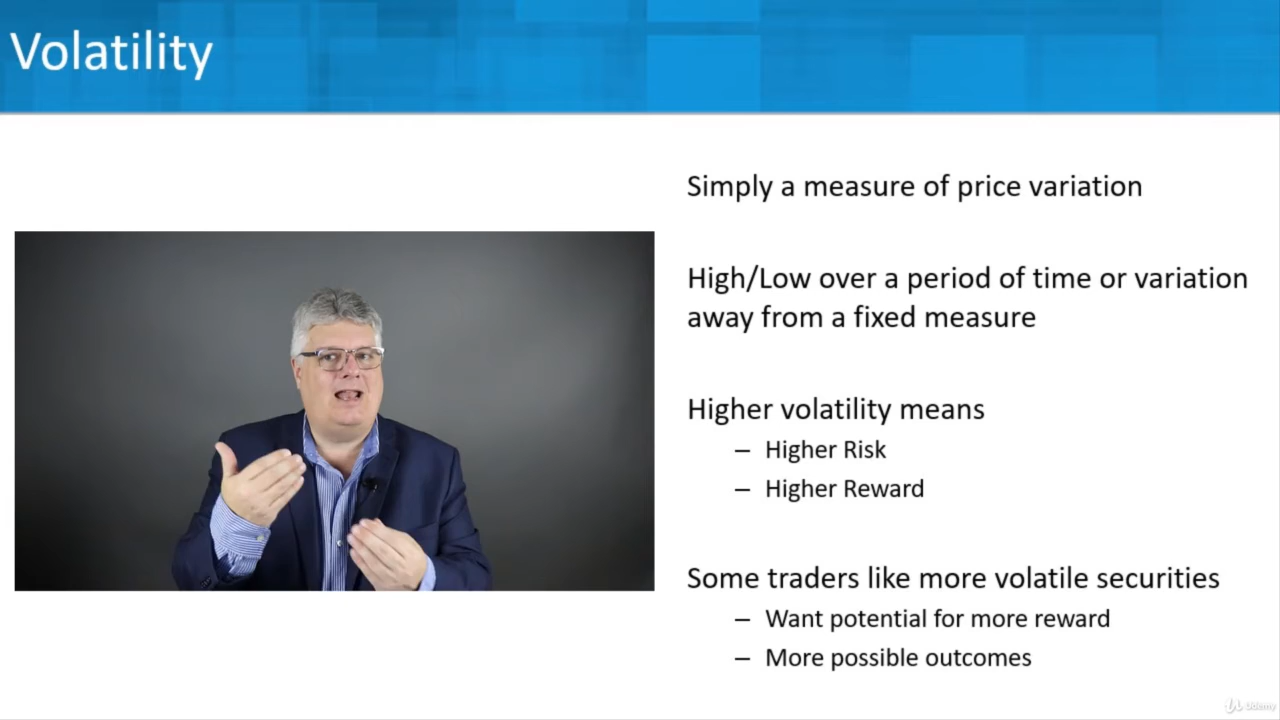 Volatility
Simply a measure of price variation
High/Low over a period of time or variation
away from a fixed measure
Higher volatility means
– Higher Risk
– Higher Reward
Some traders like more volatile securities
– Want potential for more reward
– More possible outcomes
Udemy